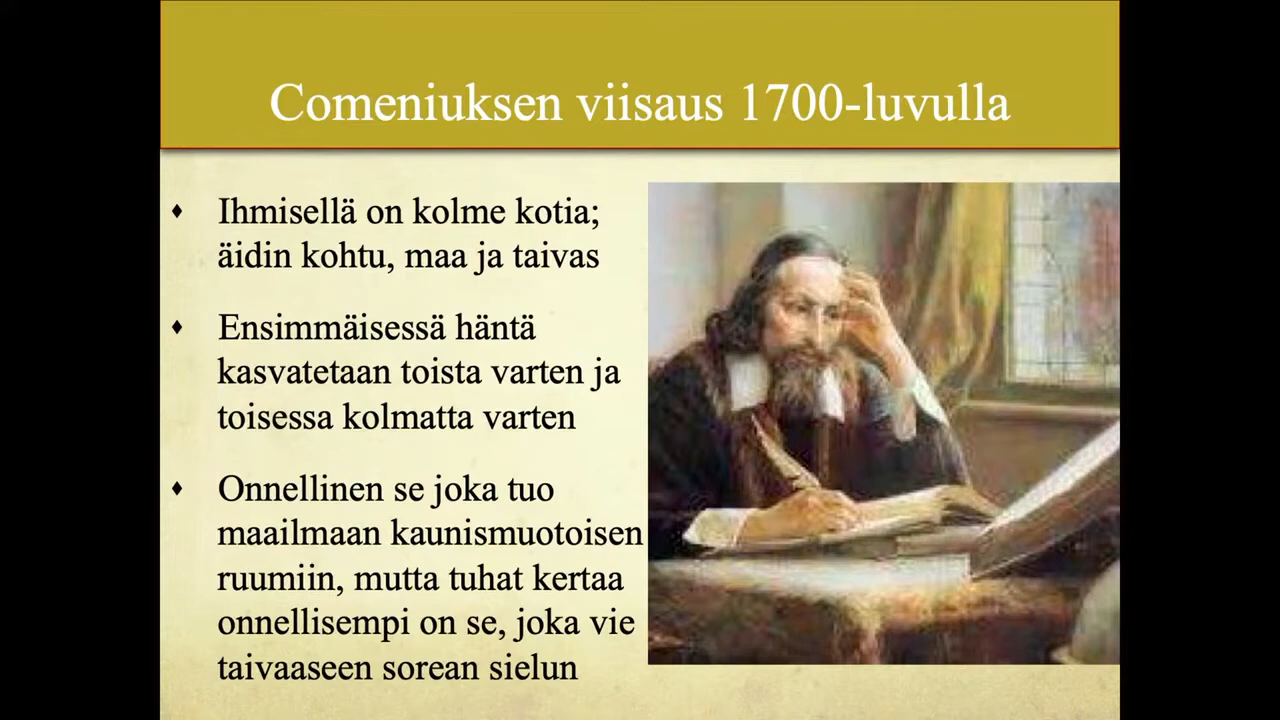 Comeniuksen viisaus 1700-luvulla
Ihmisellä on kolme kotia;
äidin kohtu, maa ja taivas
Ensimmäisessä häntä
kasvatetaan toista varten ja
toisessa kolmatta varten
Onnellinen se joka tuo
maailmaan kaunismuotoisen
ruumiin, mutta tuhat kertaa
onnellisempi on se, joka vie
taivaaseen sorean sielun